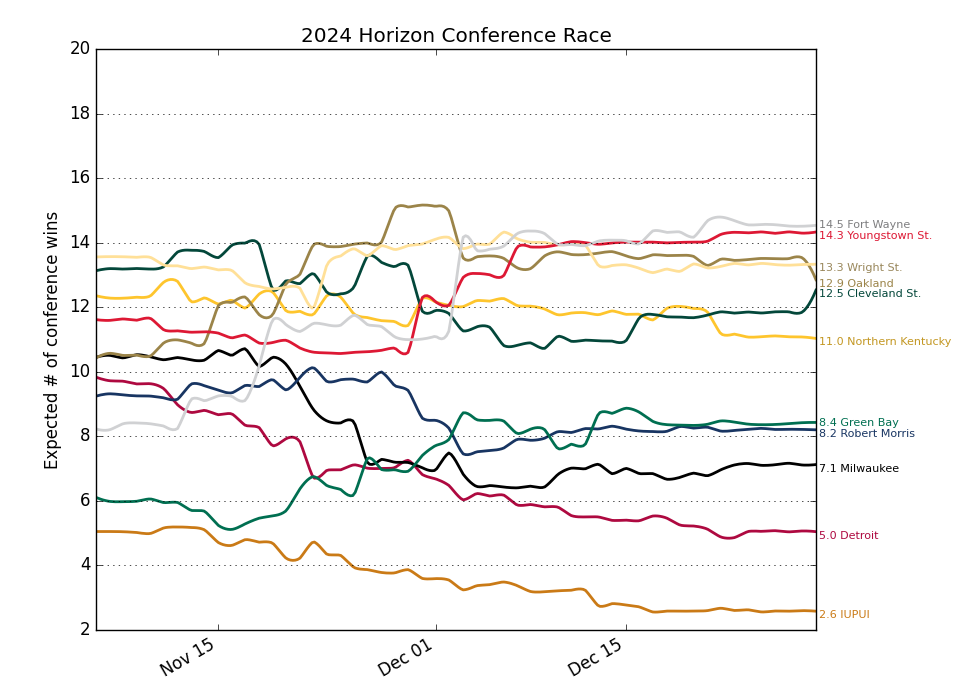 2024 Horizon Conference Race
Expected # of conference wins
20
18
16
14
12
10
8
6
4
2
Nov 15
Dec 01
Dec 15
14.5 Fort Wayne
14.3 Youngstown St.
13.3 Wright St.
12.9 Oakland
12.5 Cleveland St.
11.0 Northern Kentucky
8.4 Green Bay
8.2 Robert Morris
7.1 Milwaukee
5.0 Detroit
2.6 IUPUI